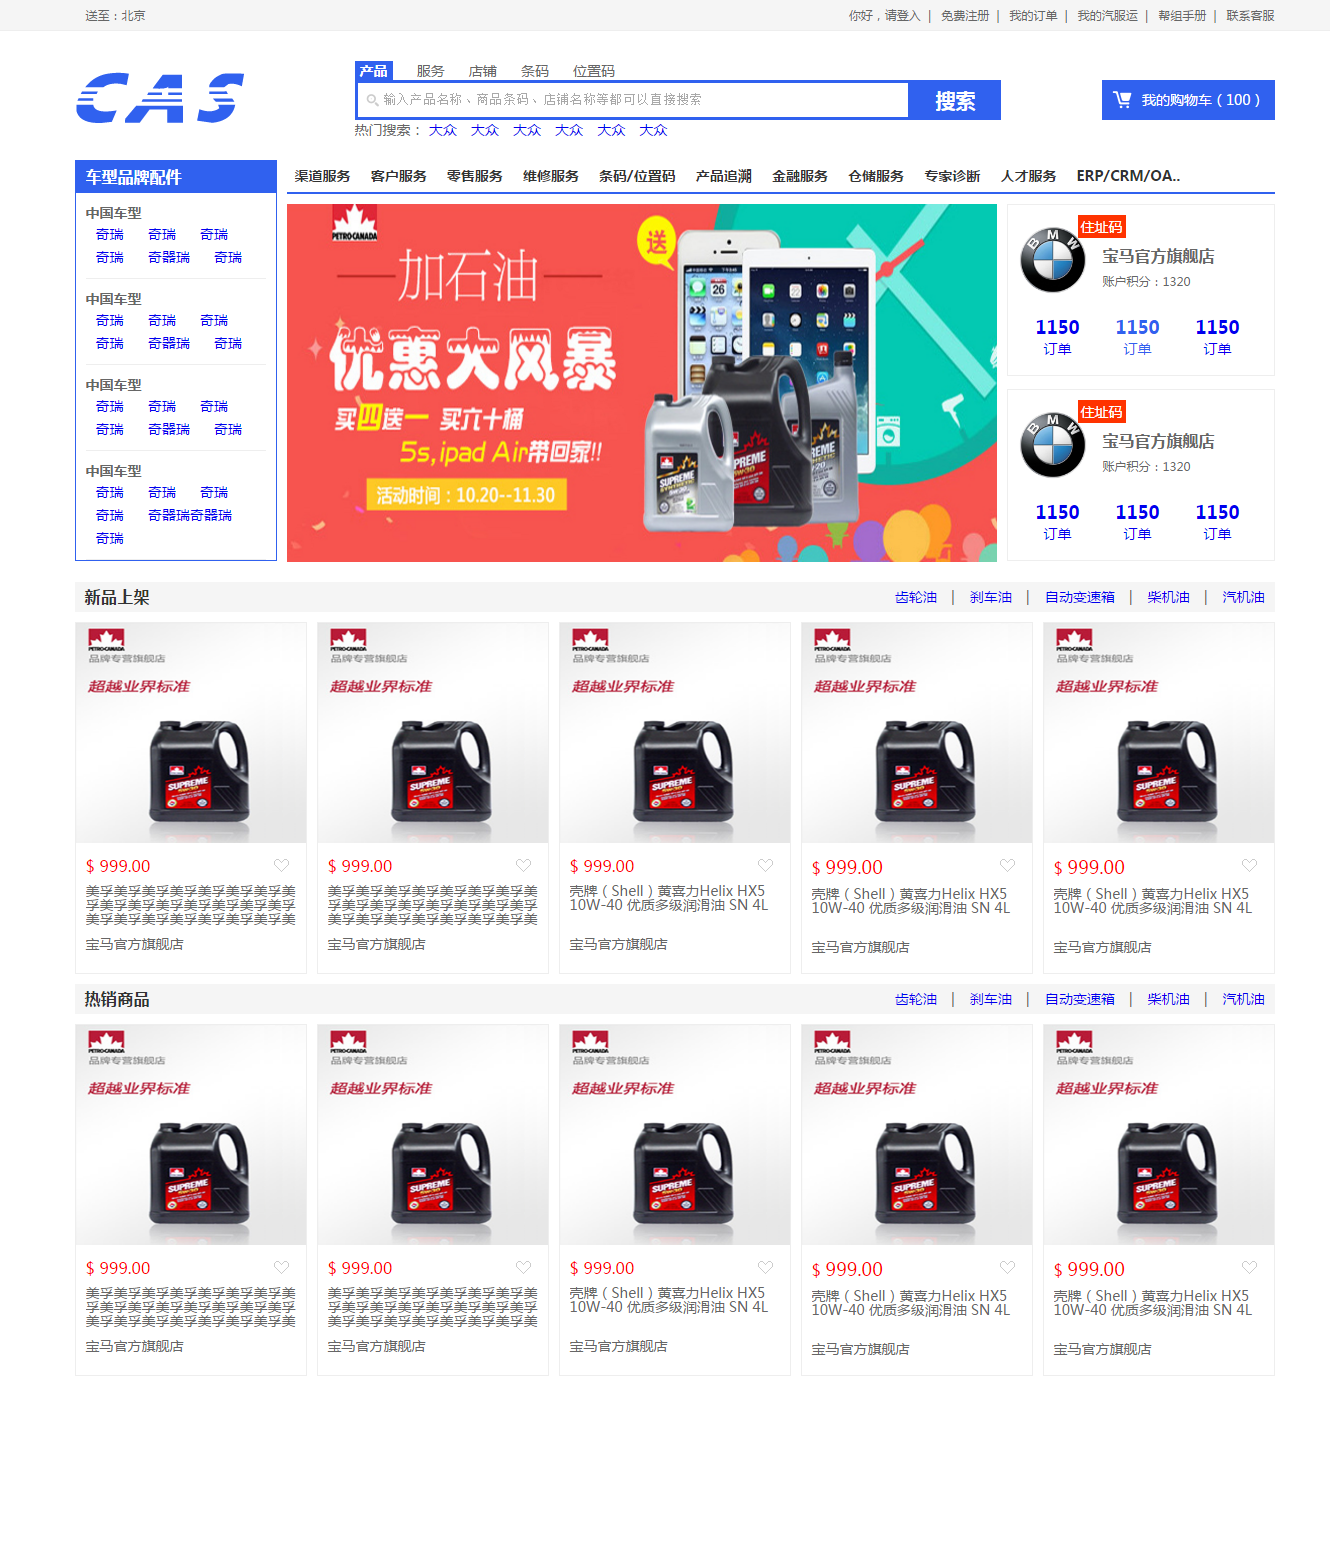 送至：北京
你好，请登入 | 免费注册 | 我的订单 | 我的汽服运 | 帮组手册 | 联系客服
CAS
产品 服务 店铺 条码 位置码
输入产品名称、商品条码、店铺名称等都可以直接搜索
搜索
我的购物车（100）
热门搜索： 大众 大众 大众 大众 大众 大众
车型品牌配件
渠道服务 客户服务 零售服务 维修服务 条码/位置码 产品追溯 金融服务 仓储服务 专家诊断 人才服务 ERP/CRM/OA..
中国车型
奇瑞 奇瑞 奇瑞
奇瑞 奇器瑞 奇瑞
中国车型
奇瑞 奇瑞 奇瑞
奇瑞 奇器瑞 奇瑞
中国车型
奇瑞 奇瑞 奇瑞
奇瑞 奇器瑞 奇瑞
中国车型
奇瑞 奇瑞 奇瑞
奇瑞 奇器瑞奇器瑞
奇瑞
PETRO-CANADA
加石油
送
优惠大风暴
买四送一 买六十桶
5s,ipad Air带回家!!
活动时间：10.20--11.30
SUPREME
住址码
BMW
宝马官方旗舰店
账户积分：1320
1150 1150 1150
订单 订单 订单
住址码
BMW
宝马官方旗舰店
账户积分：1320
1150 1150 1150
订单 订单 订单
新品上架
齿轮油 | 刹车油 | 自动变速箱 | 柴机油 | 汽机油
PETRO-CANADA PETRO-CANADA PETRO-CANADA PETRO-CANADA PETRO-CANADA
品牌专营旗舰店 品牌专营旗舰店 品牌专营旗舰店 品牌专营旗舰店 品牌专营旗舰店
超越业界标准 超越业界标准 超越业界标准 超越业界标准 超越业界标准
SUPREME SUPREME SUPREME SUPREME SUPREME
$ 999.00 $ 999.00 $ 999.00 $ 999.00 $ 999.00
美孚美孚美孚美孚美孚美孚美孚美
孚美孚美孚美孚美孚美孚美孚美孚
美孚美孚美孚美孚美孚美孚美孚美
宝马官方旗舰店
美孚美孚美孚美孚美孚美孚美孚美
孚美孚美孚美孚美孚美孚美孚美孚
美孚美孚美孚美孚美孚美孚美孚美
宝马官方旗舰店
壳牌（Shell）黄喜力Helix HX5
10W-40 优质多级润滑油 SN 4L
宝马官方旗舰店
壳牌（Shell）黄喜力Helix HX5
10W-40 优质多级润滑油 SN 4L
宝马官方旗舰店
壳牌（Shell）黄喜力Helix HX5
10W-40 优质多级润滑油 SN 4L
宝马官方旗舰店
热销商品
齿轮油 | 刹车油 | 自动变速箱 | 柴机油 | 汽机油
PETRO-CANADA PETRO-CANADA PETRO-CANADA PETRO-CANADA PETRO-CANADA
品牌专营旗舰店 品牌专营旗舰店 品牌专营旗舰店 品牌专营旗舰店 品牌专营旗舰店
超越业界标准 超越业界标准 超越业界标准 超越业界标准 超越业界标准
SUPREME SUPREME SUPREME SUPREME SUPREME
$ 999.00 $ 999.00 $ 999.00 $ 999.00 $ 999.00
美孚美孚美孚美孚美孚美孚美孚美
孚美孚美孚美孚美孚美孚美孚美孚
美孚美孚美孚美孚美孚美孚美孚美
宝马官方旗舰店
美孚美孚美孚美孚美孚美孚美孚美
孚美孚美孚美孚美孚美孚美孚美孚
美孚美孚美孚美孚美孚美孚美孚美
宝马官方旗舰店
壳牌（Shell）黄喜力Helix HX5
10W-40 优质多级润滑油 SN 4L
宝马官方旗舰店
壳牌（Shell）黄喜力Helix HX5
10W-40 优质多级润滑油 SN 4L
宝马官方旗舰店
壳牌（Shell）黄喜力Helix HX5
10W-40 优质多级润滑油 SN 4L
宝马官方旗舰店